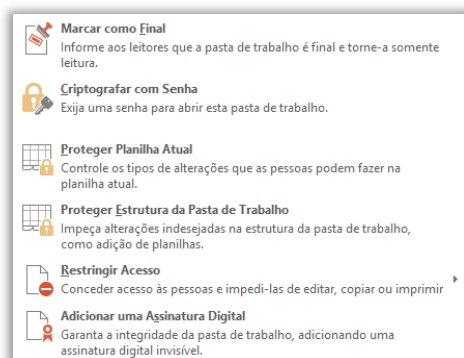 Marcar como Final
Informe aos leitores que a pasta de trabalho é final e torne-a somente
leitura.
Criptografar com Senha
Exija uma senha para abrir esta pasta de trabalho.
Proteger Planilha Atual
Controle os tipos de alterações que as pessoas podem fazer na
planilha atual.
Proteger Estrutura da Pasta de Trabalho
Impeça alterações indesejadas na estrutura da pasta de trabalho,
como adição de planilhas.
Restringir Acesso
Conceder acesso às pessoas e impedi-las de editar, copiar ou imprimir
Adicionar uma Assinatura Digital
Garanta a integridade da pasta de trabalho, adicionando uma
assinatura digital invisível.